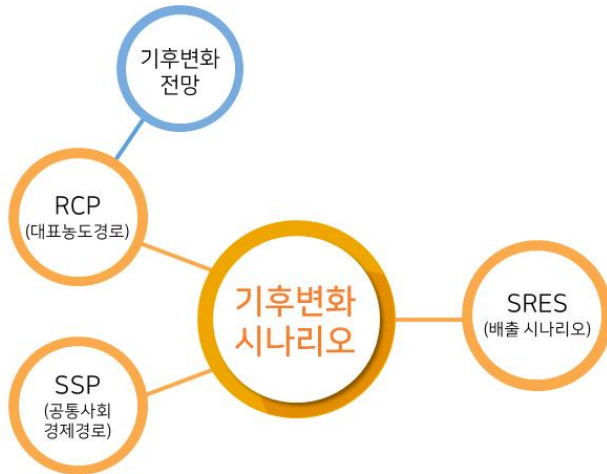 기후변화
전망
RCP
(대표농도경로)
기후변화
시나리오
SRES
(배출 시나리오)
SSP
(공통사회
경제경로)